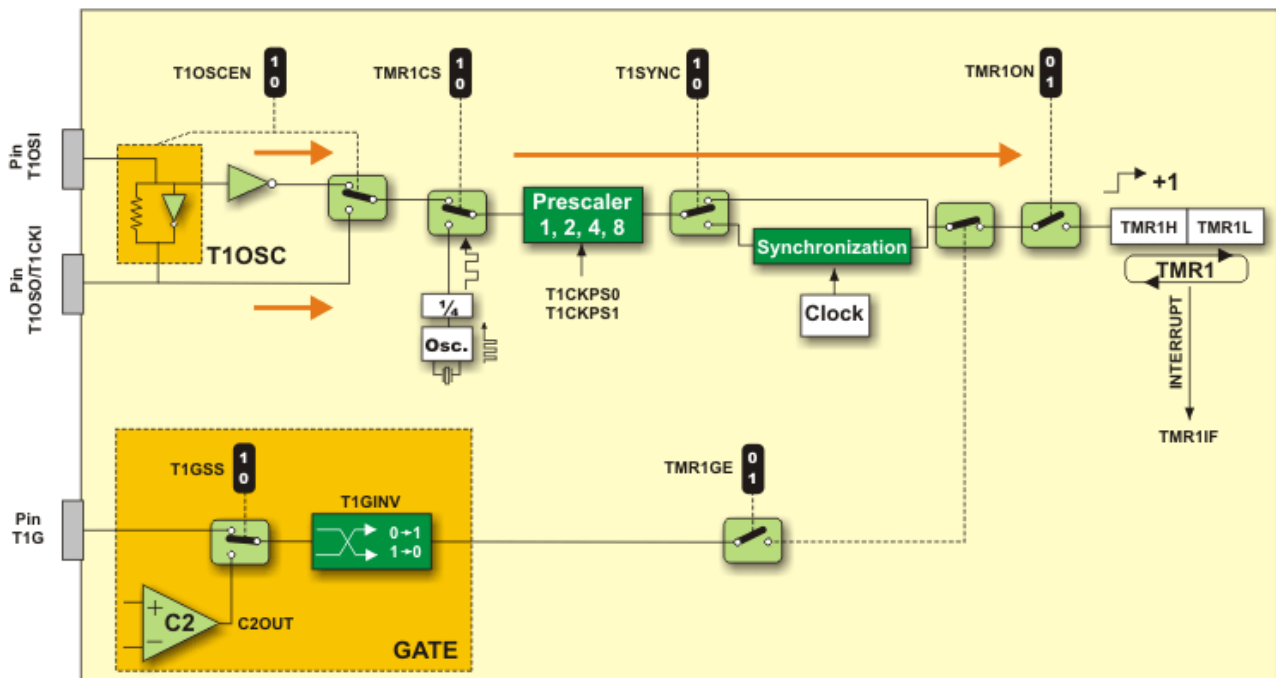 T1OSCEN
1
0
TMR1CS
1
0
T1SYNC
1
0
TMR1ON
0
1
Pin
T1OSI
T1OSC
Pin
T1OSO/T1CKI
Prescaler
1, 2, 4, 8
T1CKPS0
T1CKPS1
Synchronization
Clock
¼
Osc.
+1
TMR1H
TMR1L
TMR1
INTERRUPT
TMR1IF
Pin
T1G
T1GSS
1
0
T1GINV
0→1
1→0
TMR1GE
0
1
+
−
C2
C2OUT
GATE